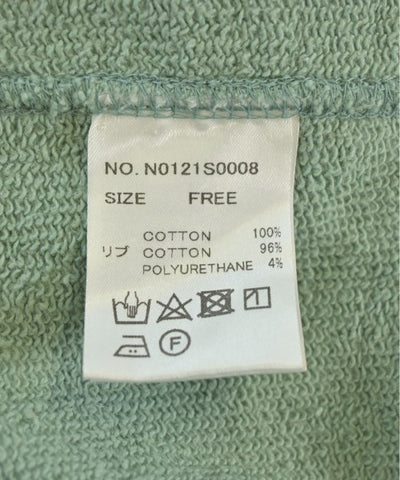 NO. N0121S0008
SIZE FREE
COTTON 100%
リブ COTTON 96%
POLYURETHANE 4%
F